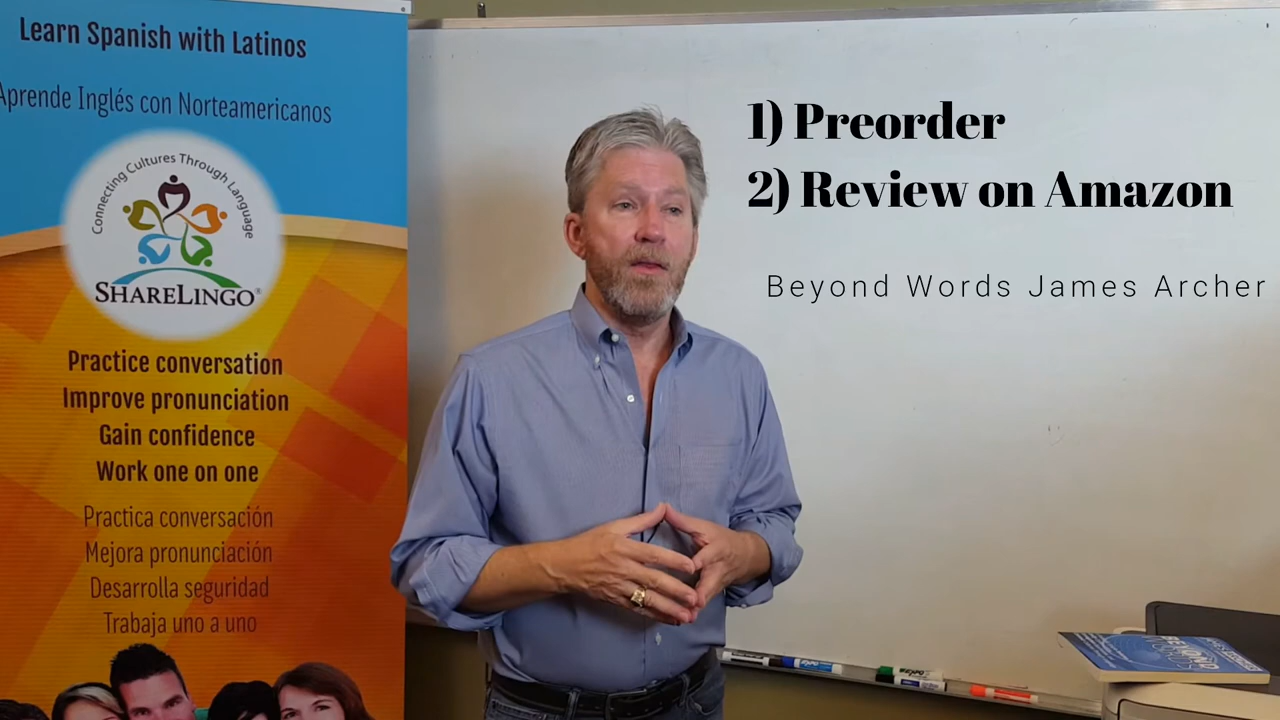 Learn Spanish with Latinos
Aprende Inglés con Norteamericanos
Connecting Cultures Through Language
SHARELINGO®
Practice conversation
Improve pronunciation
Gain confidence
Work one on one
Practica conversación
Mejora pronunciación
Desarrolla seguridad
Trabaja uno a uno
1) Preorder
2) Review on Amazon
Beyond Words James Archer
BEYOND
WORDS